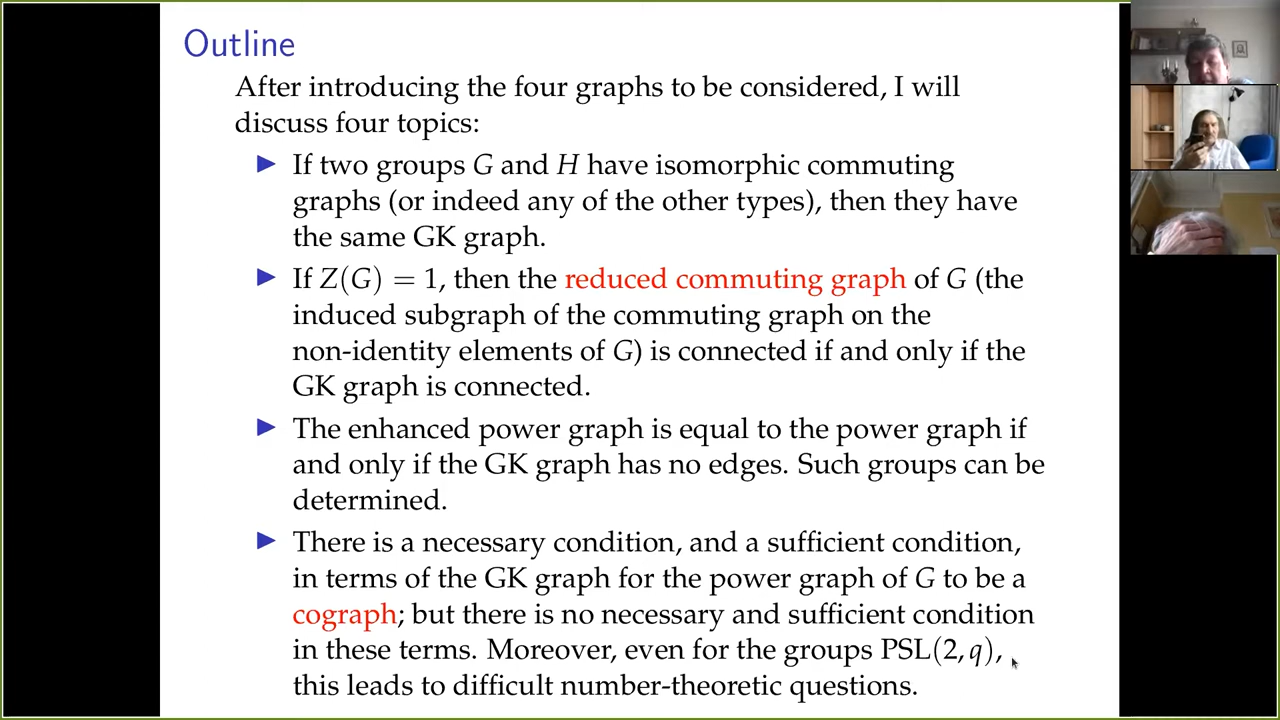 Outline
After introducing the four graphs to be considered, I will
discuss four topics:
▶ If two groups G and H have isomorphic commuting
graphs (or indeed any of the other types), then they have
the same GK graph.
▶ If Z(G) = 1, then the reduced commuting graph of G (the
induced subgraph of the commuting graph on the
non-identity elements of G) is connected if and only if the
GK graph is connected.
▶ The enhanced power graph is equal to the power graph if
and only if the GK graph has no edges. Such groups can be
determined.
▶ There is a necessary condition, and a sufficient condition,
in terms of the GK graph for the power graph of G to be a
cograph; but there is no necessary and sufficient condition
in these terms. Moreover, even for the groups PSL(2, q),
this leads to difficult number-theoretic questions.